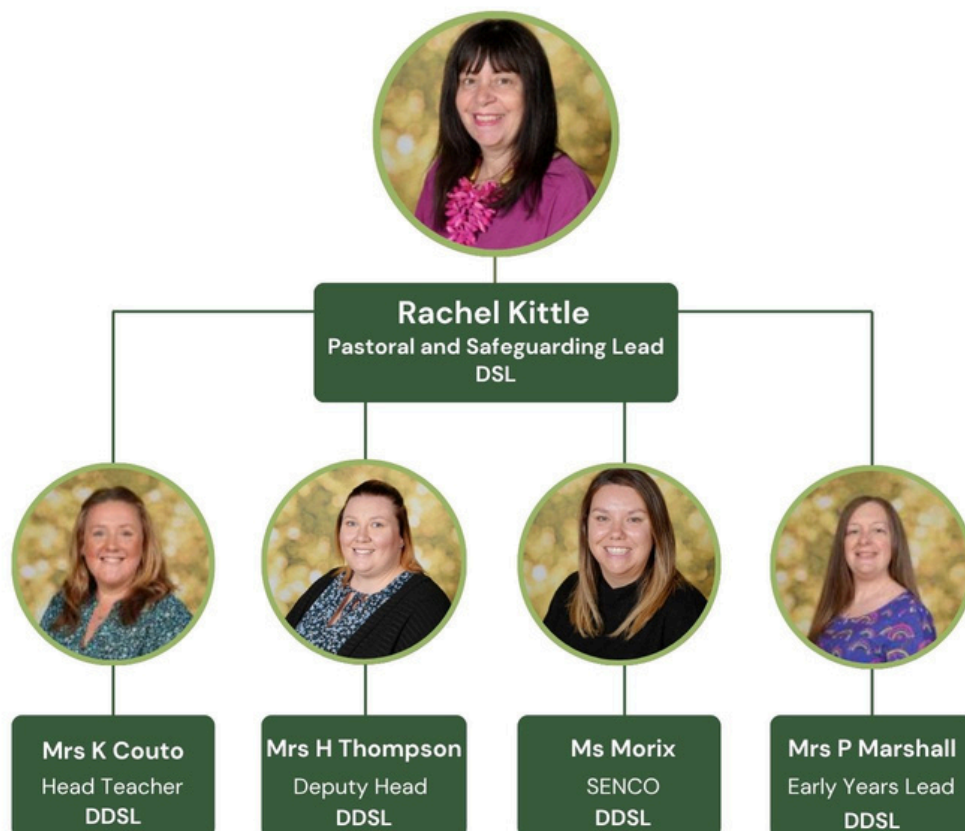 Rachel Kittle
Pastoral and Safeguarding Lead
DSL
Mrs K Couto
Head Teacher
DDSL
Mrs H Thompson
Deputy Head
DDSL
Ms Morix
SENCO
DDSL
Mrs P Marshall
Early Years Lead
DDSL